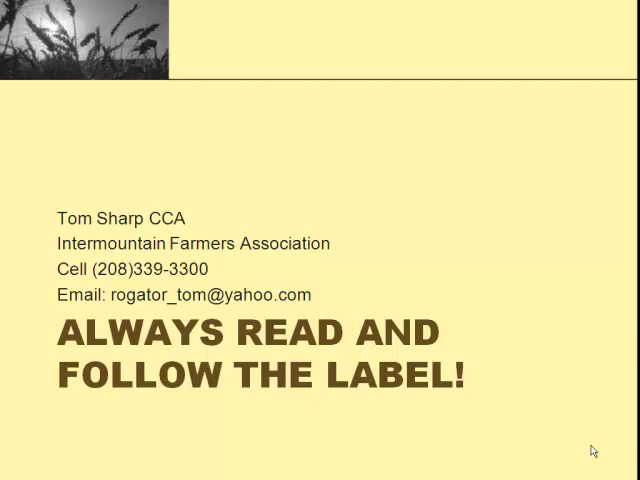 Tom Sharp CCA
Intermountain Farmers Association
Cell (208)339-3300
Email: rogator_tom@yahoo.com
ALWAYS READ AND
FOLLOW THE LABEL!